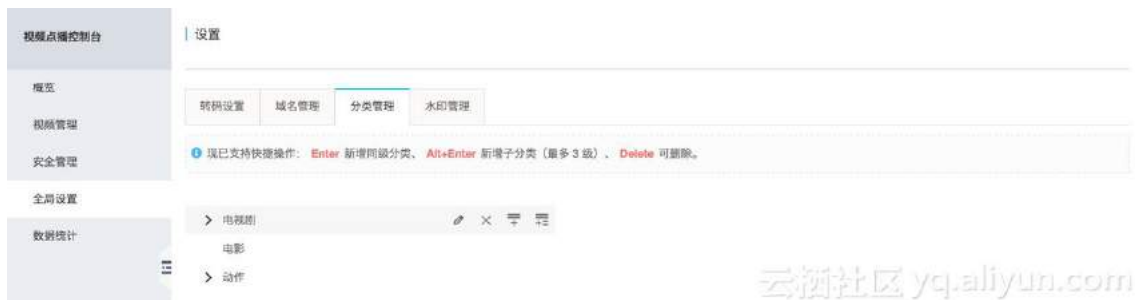 视频点播控制台
设置
概览
视频管理
安全管理
全局设置
数据统计
转码设置 域名管理 分类管理 水印管理
现已支持快捷操作： Enter 新增同级分类、 Alt+Enter 新增子分类（最多 3 级）、 Delete 可删除。
电视剧
电影
动作
云栖社区 yq.aliyun.com